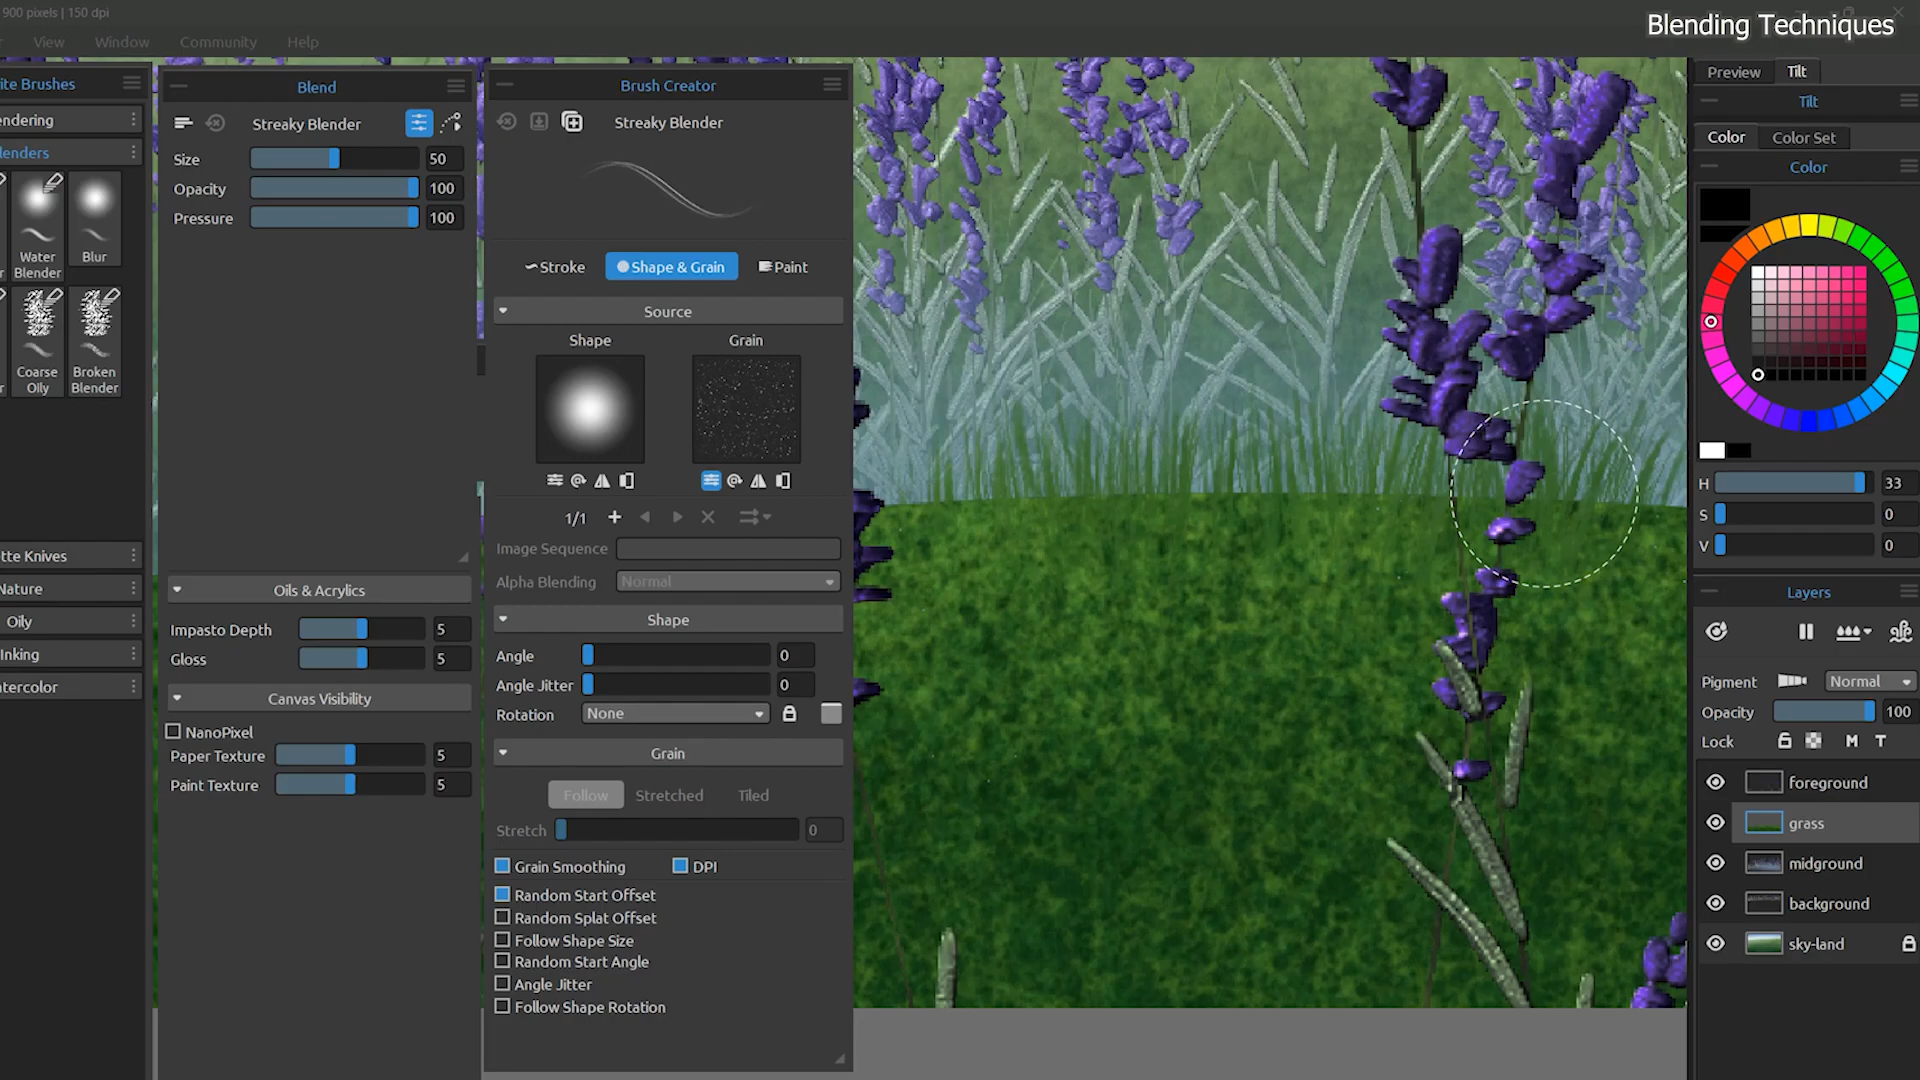 900 pixels | 150 dpi
Blending Techniques
View Window Community Help
ite Brushes
endering
lenders
Water Blender
Blur
Coarse Oily
Broken Blender
tte Knives
Nature
Oily
Inking
tercolor
Blend
Streaky Blender
Size 50
Opacity 100
Pressure 100
Oils & Acrylics
Impasto Depth 5
Gloss 5
Canvas Visibility
NanoPixel
Paper Texture 5
Paint Texture 5
Brush Creator
Streaky Blender
Stroke Shape & Grain Paint
Source
Shape Grain
1/1
Image Sequence
Alpha Blending Normal
Shape
Angle 0
Angle Jitter 0
Rotation None
Grain
Follow Stretched Tiled
Stretch 0
Grain Smoothing DPI
Random Start Offset
Random Splat Offset
Follow Shape Size
Random Start Angle
Angle Jitter
Follow Shape Rotation
Preview Tilt
Tilt
Color Color Set
Color
H 33
S 0
V 0
Layers
Pigment Normal
Opacity 100
Lock M T
foreground
grass
midground
background
sky-land